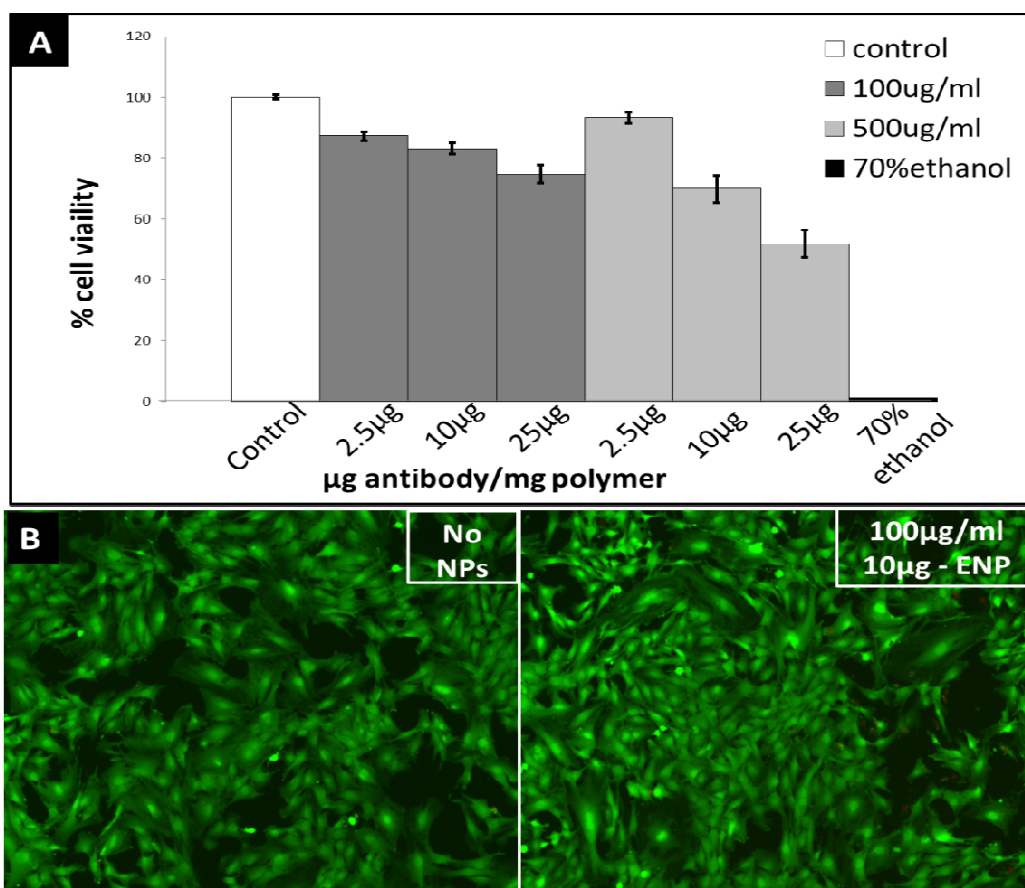 A
120
100
80
60
40
20
0
% cell vaility
control
100ug/ml
500ug/ml
70%ethanol
Control
2.5µg
10µg
25µg
2.5µg
10µg
25µg
70%
ethanol
µg antibody/mg polymer
B
No
NPs
100µg/ml
10µg - ENP